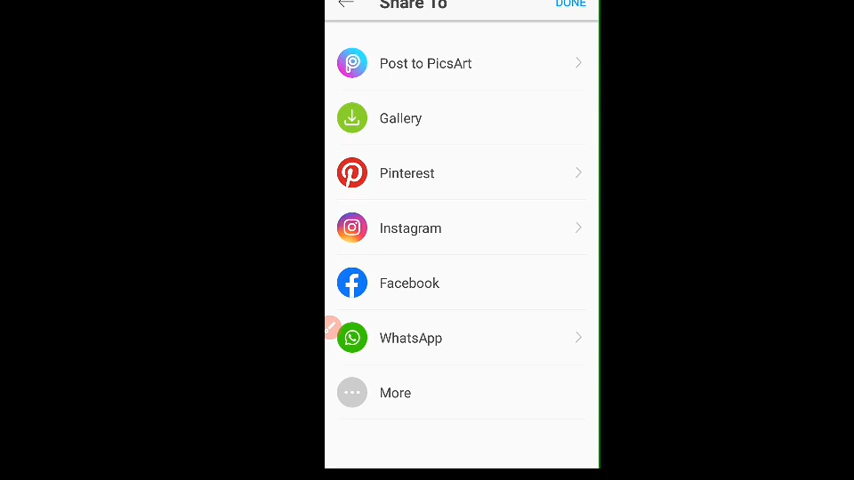 Share To
DONE
Post to PicsArt
Gallery
Pinterest
Instagram
Facebook
WhatsApp
More